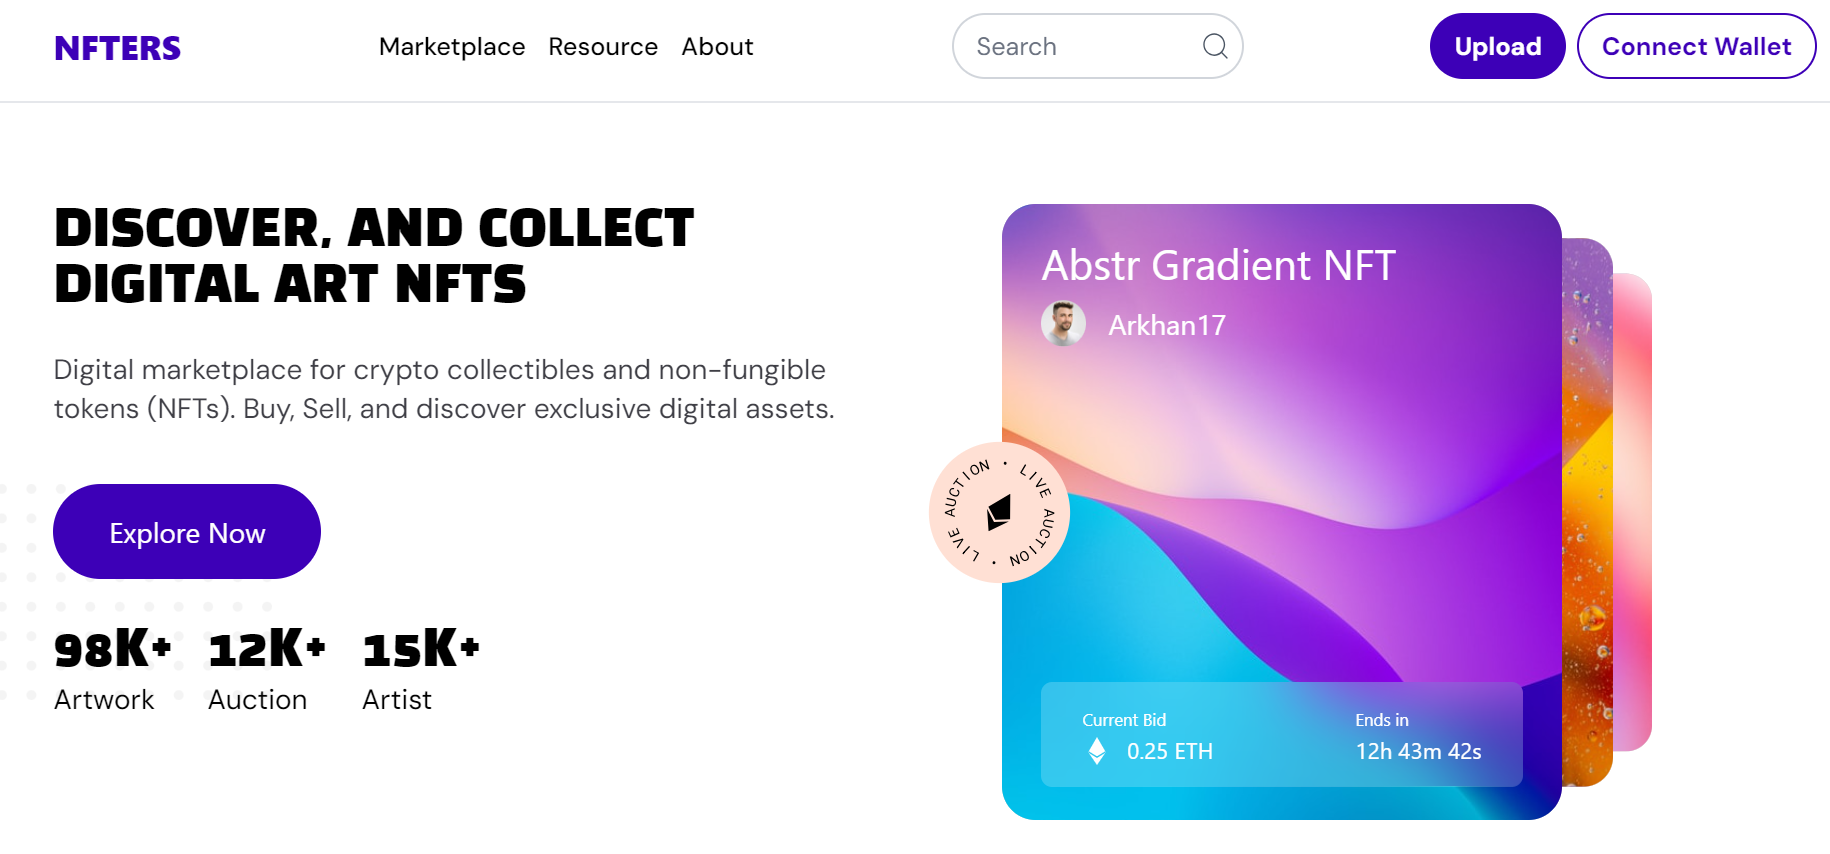 NFTERS
Marketplace Resource About
Search
Upload
Connect Wallet
DISCOVER, AND COLLECT
DIGITAL ART NFTS
Digital marketplace for crypto collectibles and non-fungible
tokens (NFTs). Buy, Sell, and discover exclusive digital assets.
Explore Now
98K+ 12K+ 15K+
Artwork Auction Artist
Abstr Gradient NFT
Arkhan17
LIVE AUCTION • LIVE AUCTION •
Current Bid
0.25 ETH
Ends in
12h 43m 42s